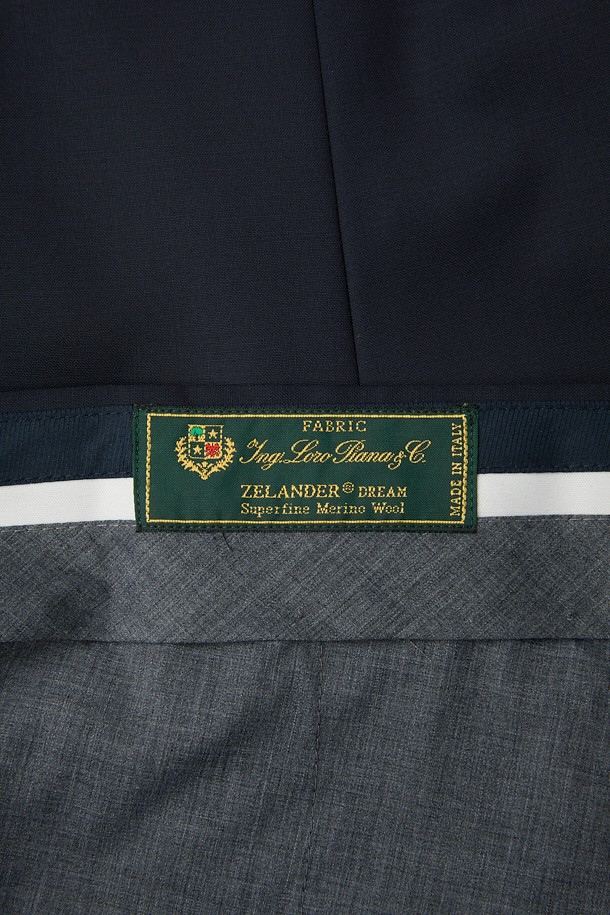 FABRIC
Ing. Loro Piana & C.
ZELANDER® DREAM
Superfine Merino Wool
MADE IN ITALY